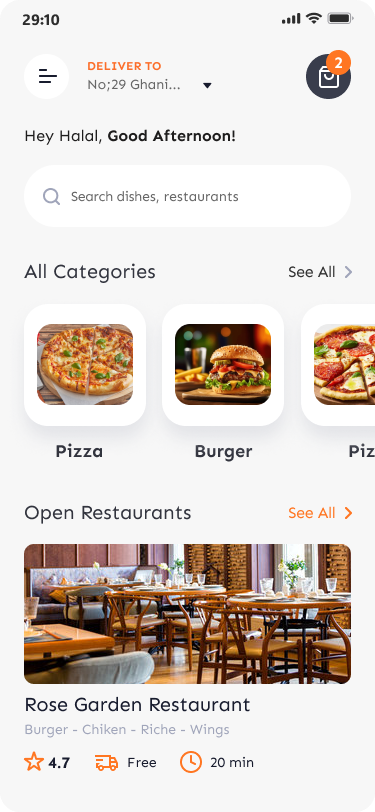 29:10
DELIVER TO
No;29 Ghani...
2
Hey Halal, Good Afternoon!
Search dishes, restaurants
All Categories
See All
Pizza
Burger
Piz
Open Restaurants
See All
Rose Garden Restaurant
Burger - Chiken - Riche - Wings
4.7
Free
20 min